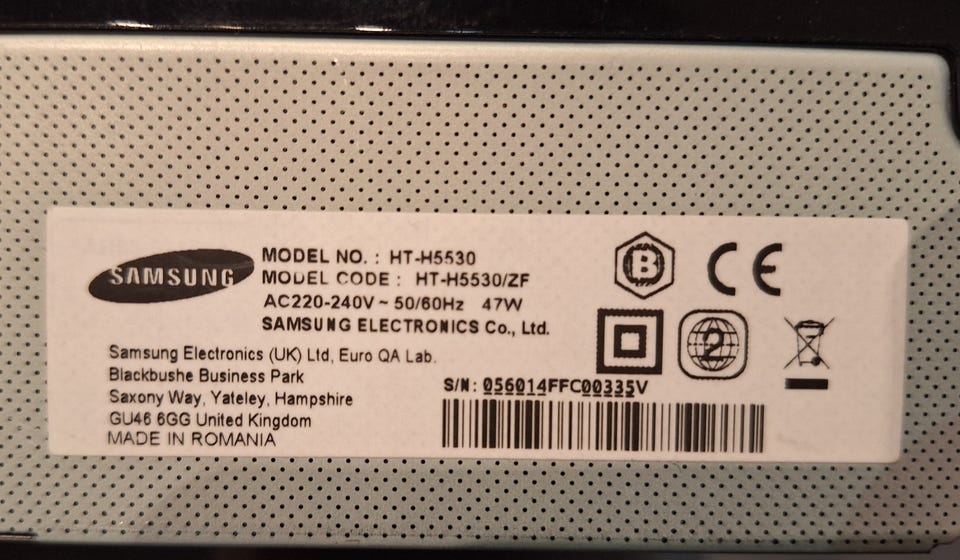 SAMSUNG
MODEL NO. : HT-H5530
MODEL CODE : HT-H5530/ZF
AC220-240V ~ 50/60Hz 47W
SAMSUNG ELECTRONICS Co., Ltd.
Samsung Electronics (UK) Ltd, Euro QA Lab.
Blackbushe Business Park
Saxony Way, Yateley, Hampshire
GU46 6GG United Kingdom
MADE IN ROMANIA
B CE
2
S/N: 056014FFC00335V